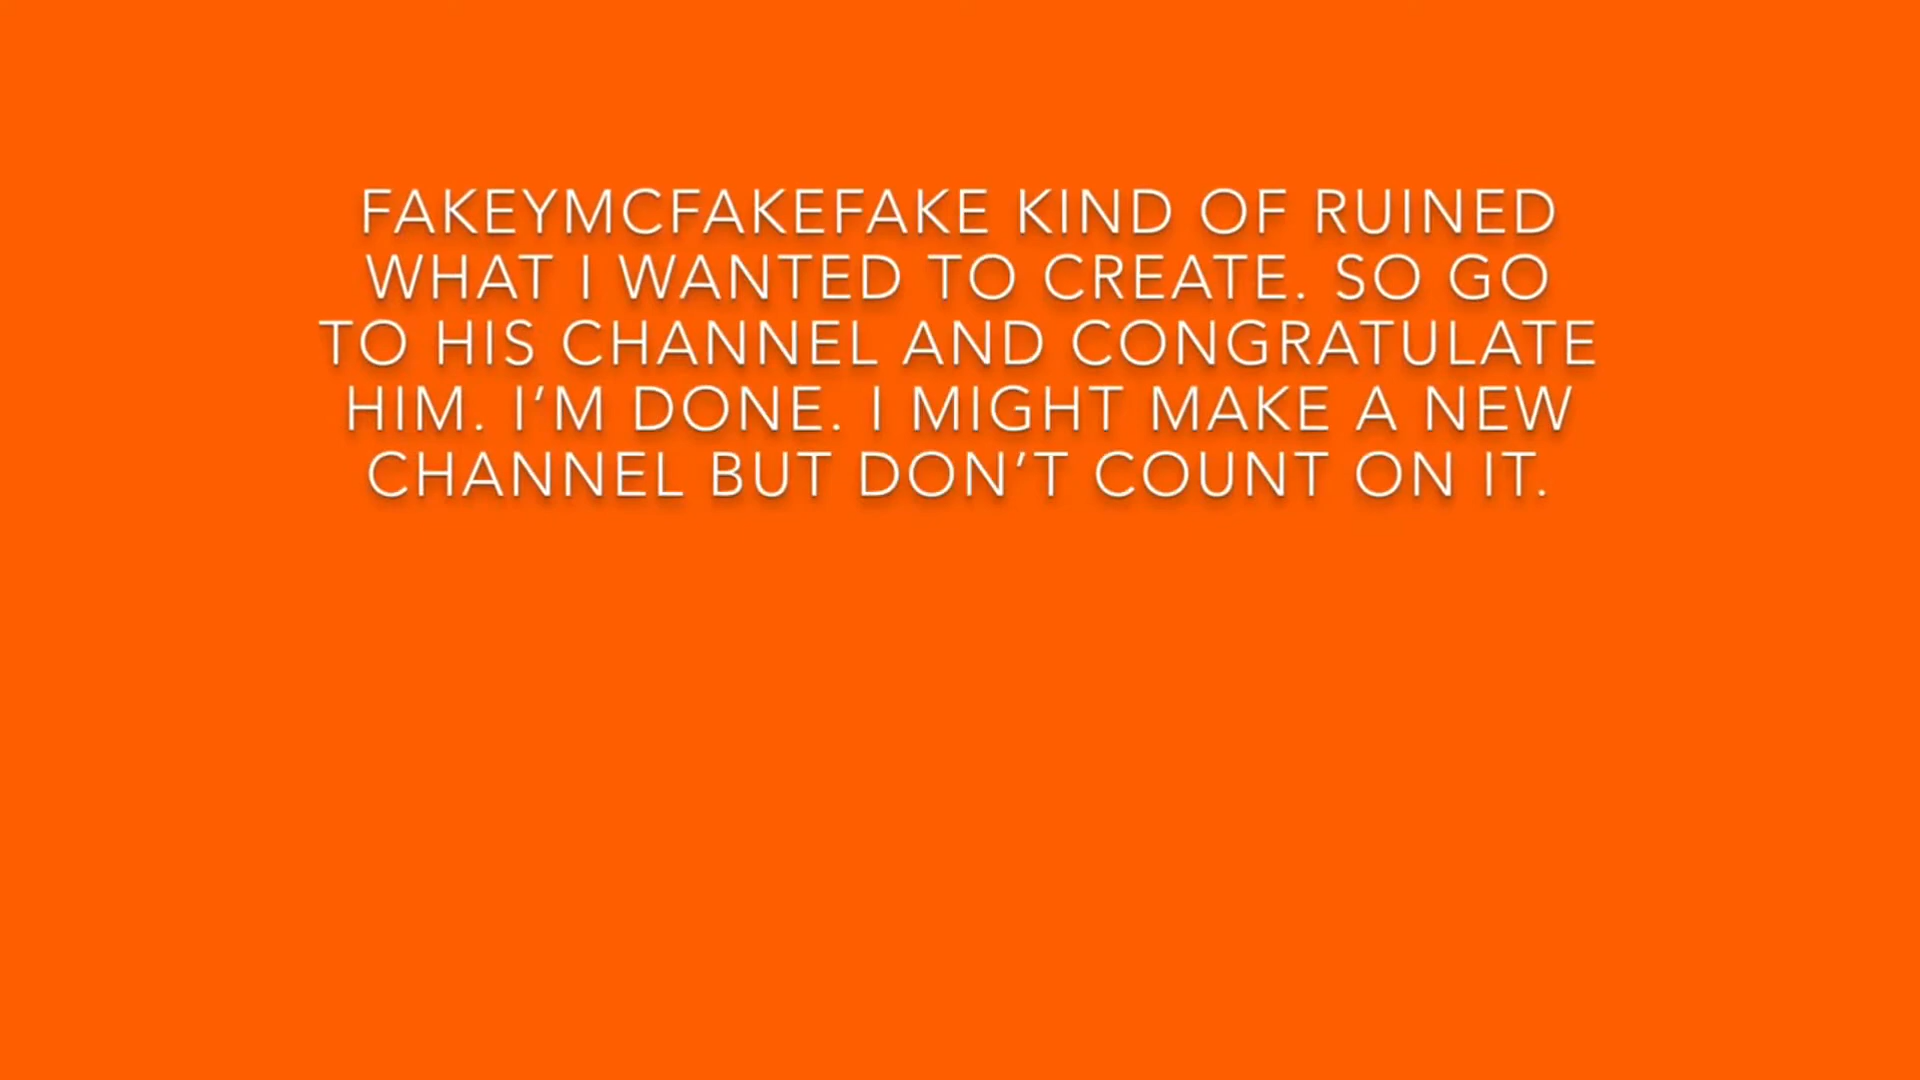 FAKEYMCFAKEFAKE KIND OF RUINED
WHAT I WANTED TO CREATE. SO GO
TO HIS CHANNEL AND CONGRATULATE
HIM. I’M DONE. I MIGHT MAKE A NEW
CHANNEL BUT DON’T COUNT ON IT.